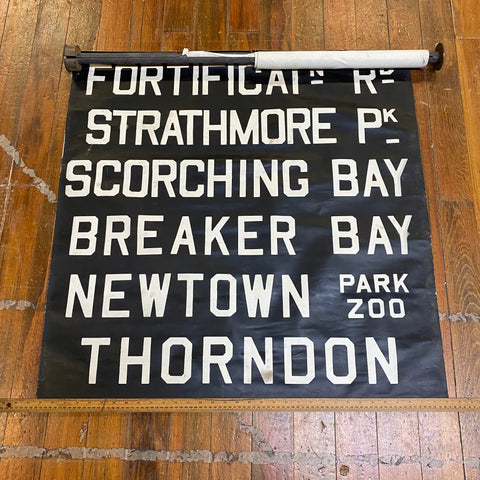 FORTIFICATN RD
STRATHMORE PK
SCORCHING BAY
BREAKER BAY
NEWTOWN PARK ZOO
THORNDON